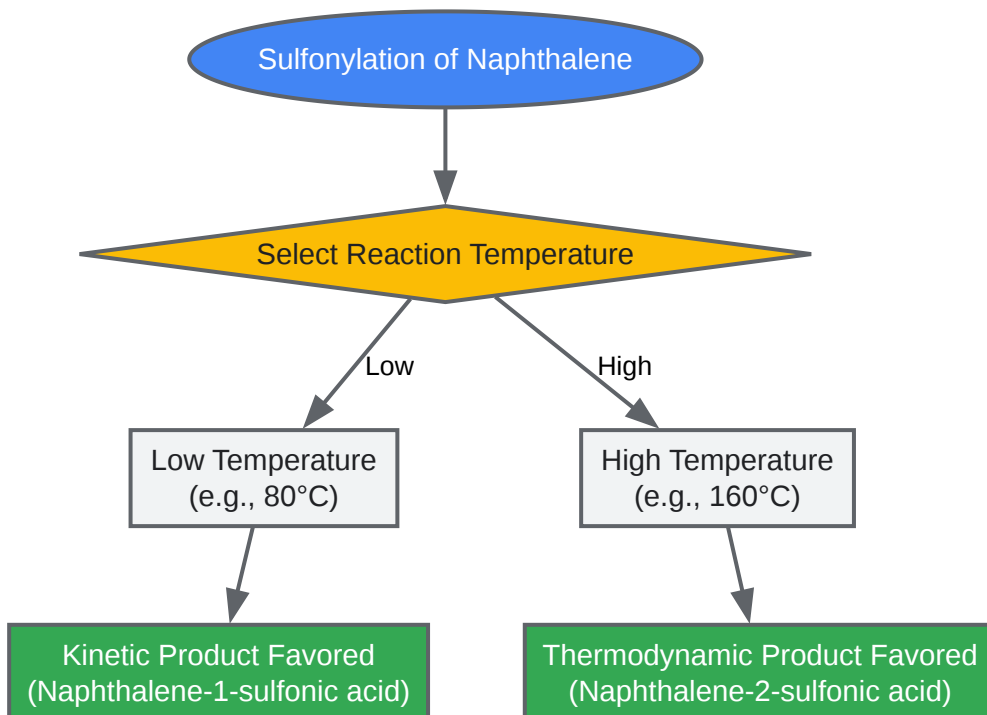 Sulfonylation of Naphthalene
Select Reaction Temperature
Low
High
Low Temperature
(e.g., 80°C)
High Temperature
(e.g., 160°C)
Kinetic Product Favored
(Naphthalene-1-sulfonic acid)
Thermodynamic Product Favored
(Naphthalene-2-sulfonic acid)